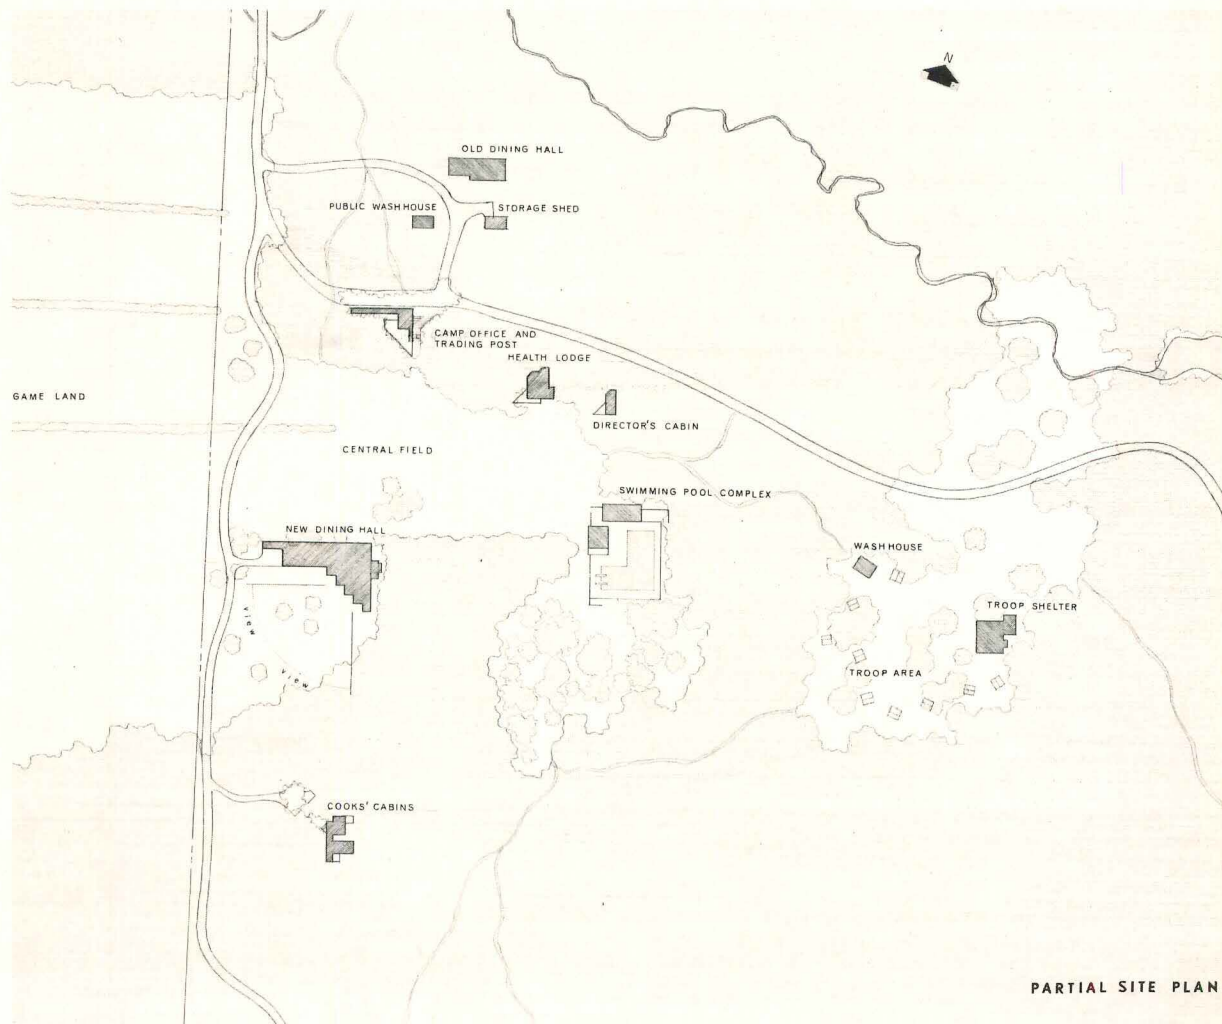 N
OLD DINING HALL
PUBLIC WASH HOUSE
STORAGE SHED
CAMP OFFICE AND
TRADING POST
HEALTH LODGE
GAME LAND
DIRECTOR'S CABIN
CENTRAL FIELD
SWIMMING POOL COMPLEX
NEW DINING HALL
WASH HOUSE
TROOP SHELTER
view
view
TROOP AREA
COOKS' CABINS
PARTIAL SITE PLAN